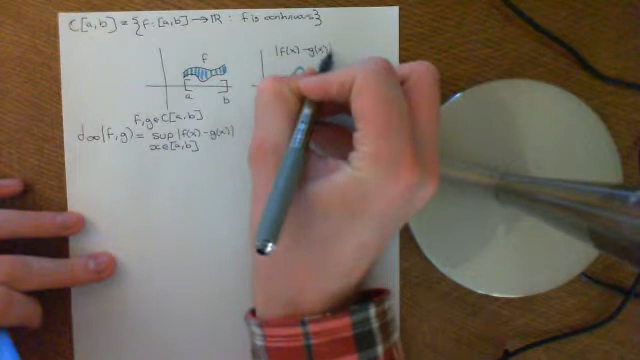 C[a,b] = {f:[a,b] → ℝ : f is continuous}
f
|f(x)-g(x)|
a b
f,g∈C[a,b]
d∞(f,g) = sup |f(x)-g(x)|
x∈[a,b]